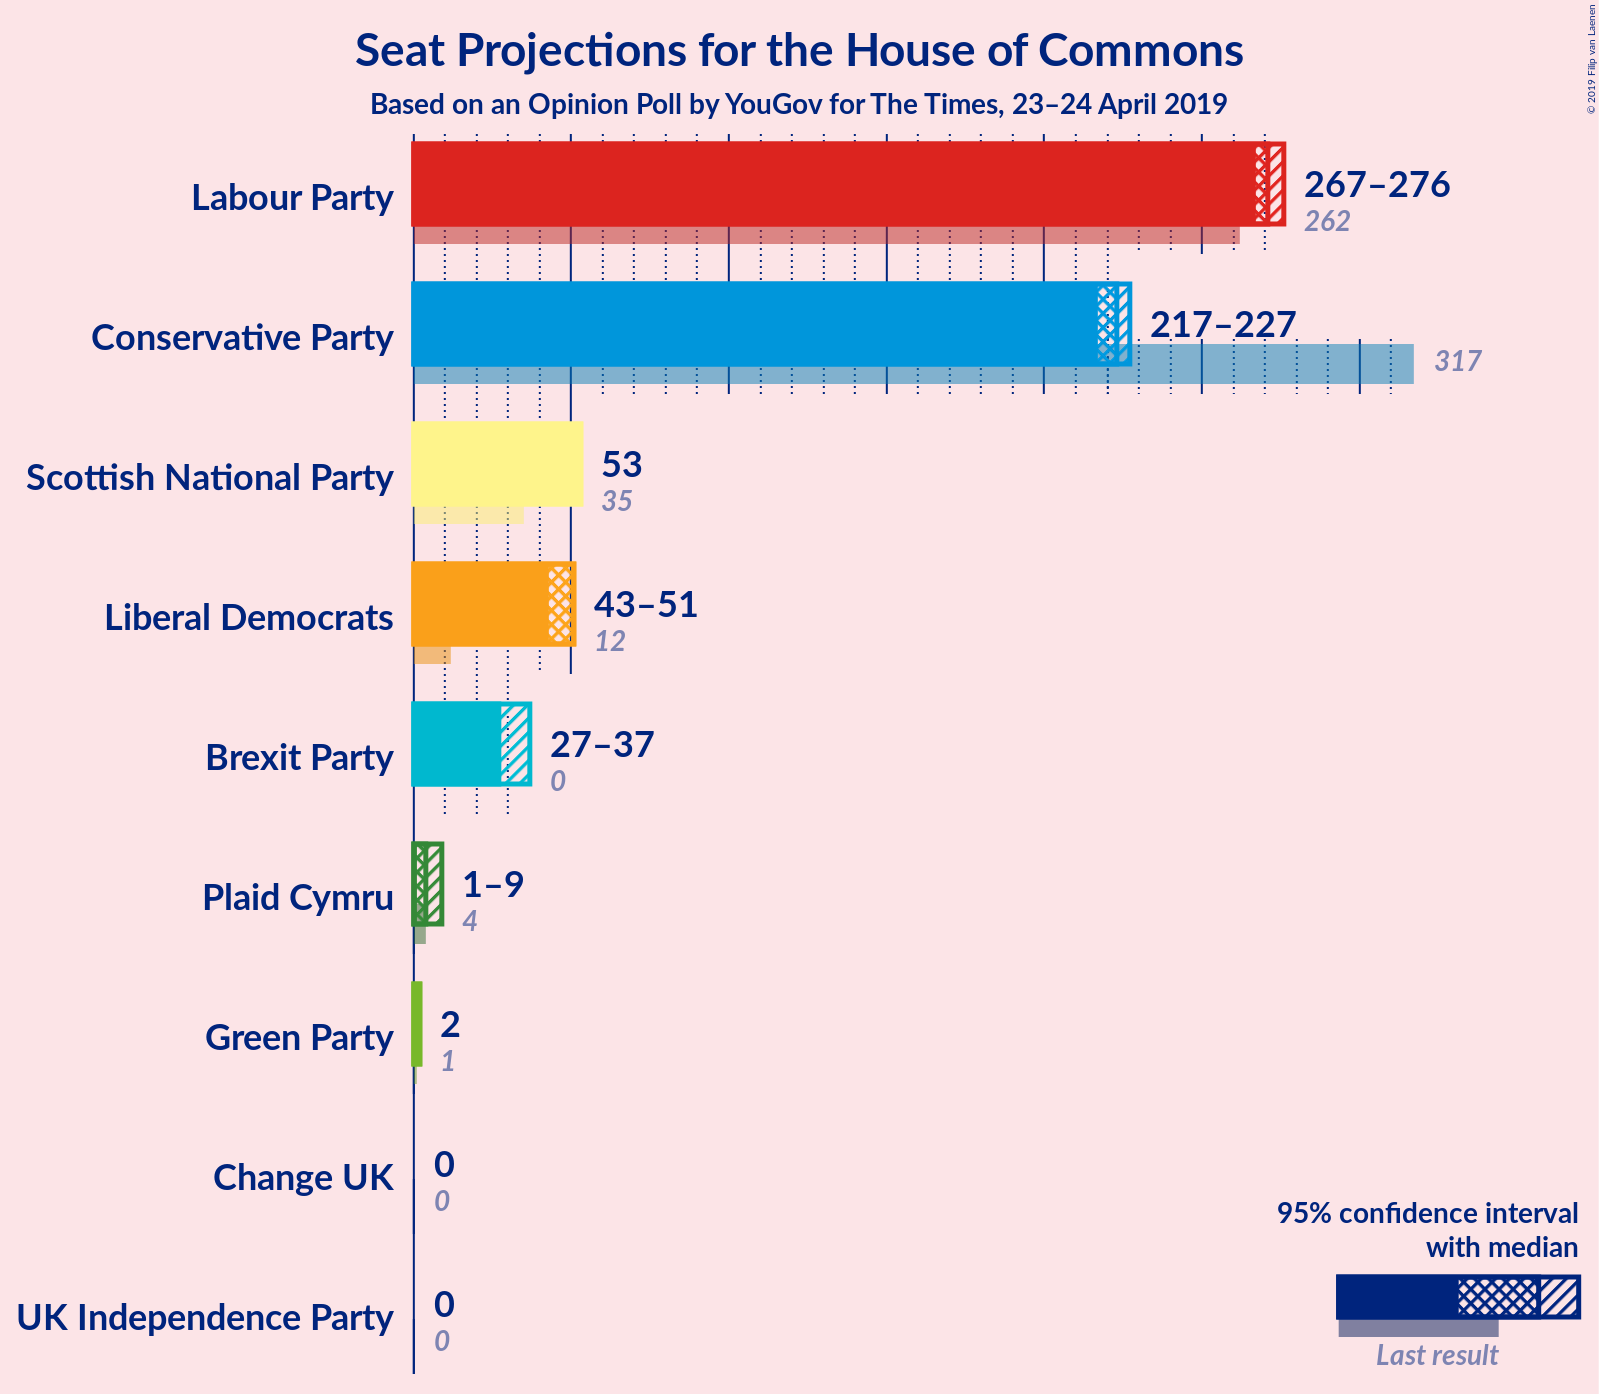 Seat Projections for the House of Commons
Based on an Opinion Poll by YouGov for The Times, 23–24 April 2019
© 2019 Filip van Laenen
Labour Party
267–276
262
Conservative Party
217–227
317
Scottish National Party
53
35
Liberal Democrats
43–51
12
Brexit Party
27–37
0
Plaid Cymru
1–9
4
Green Party
2
1
Change UK
0
0
UK Independence Party
0
0
95% confidence interval
with median
Last result